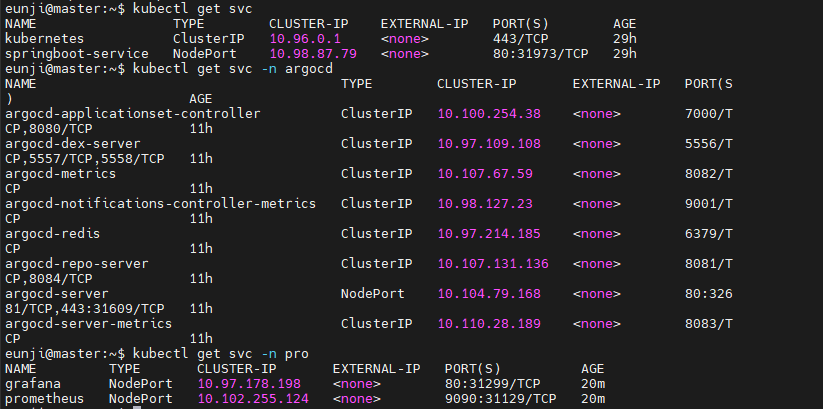 eunji@master:~$ kubectl get svc
NAME TYPE CLUSTER-IP EXTERNAL-IP PORT(S) AGE
kubernetes ClusterIP 10.96.0.1 <none> 443/TCP 29h
springboot-service NodePort 10.98.87.79 <none> 80:31973/TCP 29h
eunji@master:~$ kubectl get svc -n argocd
NAME TYPE CLUSTER-IP EXTERNAL-IP PORT(S
) AGE
argocd-applicationset-controller ClusterIP 10.100.254.38 <none> 7000/T
CP,8080/TCP 11h
argocd-dex-server ClusterIP 10.97.109.108 <none> 5556/T
CP,5557/TCP,5558/TCP 11h
argocd-metrics ClusterIP 10.107.67.59 <none> 8082/T
CP 11h
argocd-notifications-controller-metrics ClusterIP 10.98.127.23 <none> 9001/T
CP 11h
argocd-redis ClusterIP 10.97.214.185 <none> 6379/T
CP 11h
argocd-repo-server ClusterIP 10.107.131.136 <none> 8081/T
CP,8084/TCP 11h
argocd-server NodePort 10.104.79.168 <none> 80:326
81/TCP,443:31609/TCP 11h
argocd-server-metrics ClusterIP 10.110.28.189 <none> 8083/T
CP 11h
eunji@master:~$ kubectl get svc -n pro
NAME TYPE CLUSTER-IP EXTERNAL-IP PORT(S) AGE
grafana NodePort 10.97.178.198 <none> 80:31299/TCP 20m
prometheus NodePort 10.102.255.124 <none> 9090:31129/TCP 20m